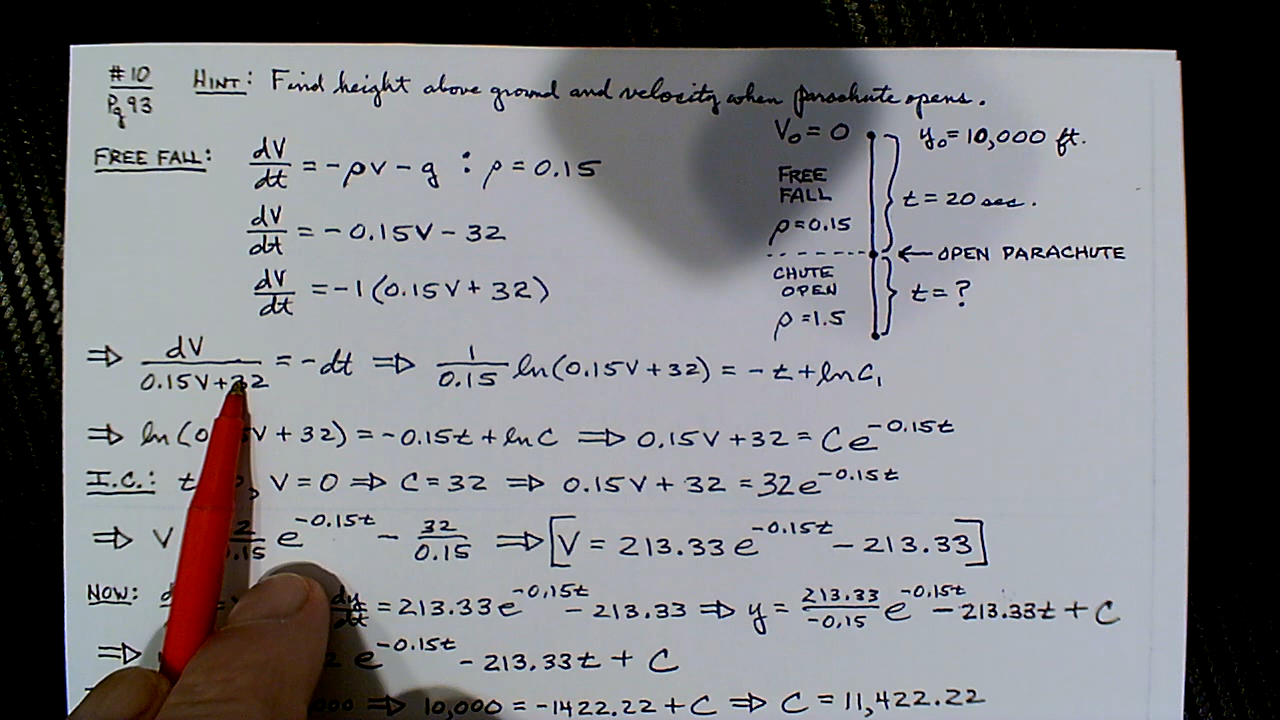 #10
Pg 93
HINT: Find height above ground and velocity when parachute opens.
V₀ = 0
y₀ = 10,000 ft.
FREE FALL: dV/dt = -ρv - g : ρ = 0.15
FREE
FALL
ρ = 0.15
t = 20 sec.
dV/dt = -0.15V - 32
← OPEN PARACHUTE
dV/dt = -1(0.15V + 32)
CHUTE
OPEN
ρ = 1.5
t = ?
⇒ dV/(0.15V + 32) = -dt ⇒ 1/0.15 ln(0.15V + 32) = -t + ln C₁
⇒ ln(0 V + 32) = -0.15t + ln C ⇒ 0.15V + 32 = Ce^(-0.15t)
I.C.: t , V = 0 ⇒ C = 32 ⇒ 0.15V + 32 = 32e^(-0.15t)
⇒ V 2/.15 e^(-0.15t) - 32/0.15 ⇒ [V = 213.33e^(-0.15t) - 213.33]
NOW: dy/dt = 213.33e^(-0.15t) - 213.33 ⇒ y = 213.33/-0.15 e^(-0.15t) - 213.33t + C
⇒ 2 e^(-0.15t) - 213.33t + C
000 ⇒ 10,000 = -1422.22 + C ⇒ C = 11,422.22